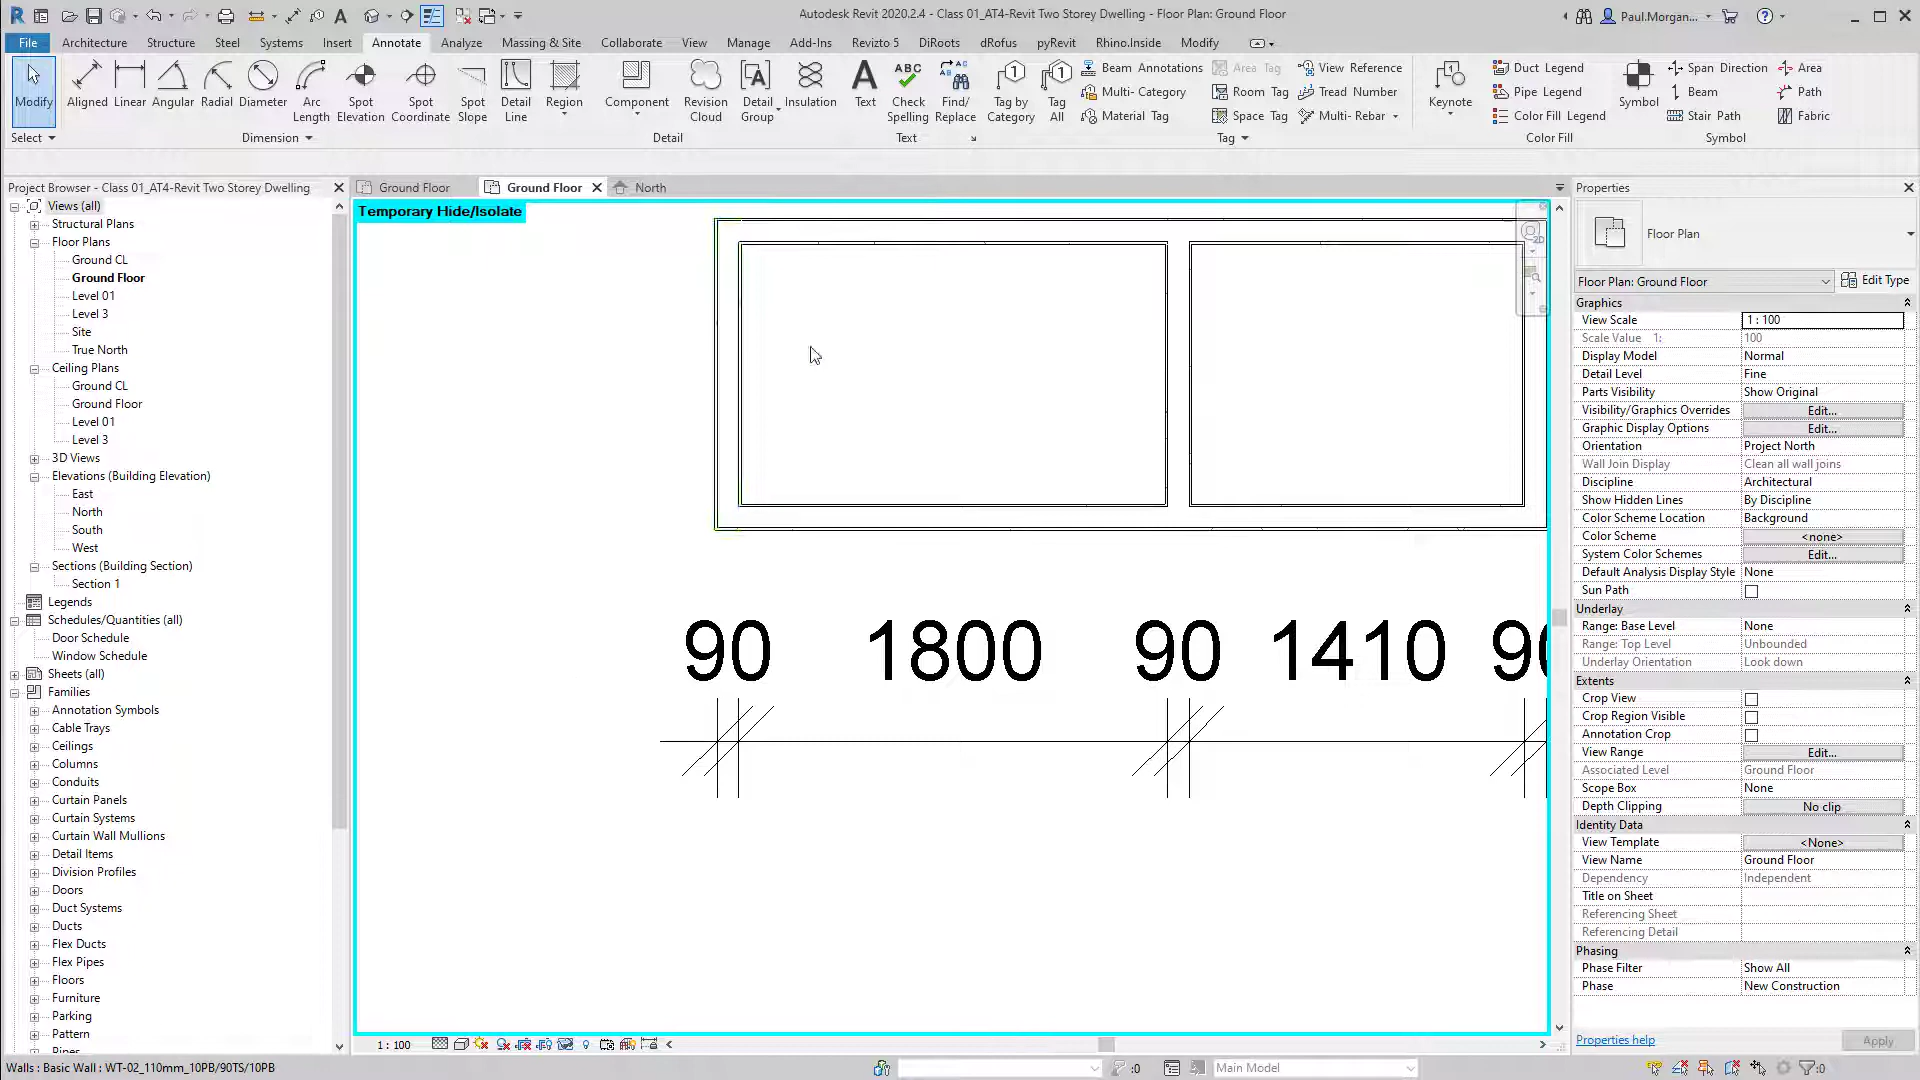 Autodesk Revit 2020.2.4 - Class 01_AT4-Revit Two Storey Dwelling - Floor Plan: Ground Floor
Paul.Morgan...
File Architecture Structure Steel Systems Insert Annotate Analyze Massing & Site Collaborate View Manage Add-Ins Revizto 5 DiRoots dRofus pyRevit Rhino.Inside Modify
Modify Aligned Linear Angular Radial Diameter Arc Length Spot Elevation Spot Coordinate Spot Slope Detail Line Region Component Revision Cloud Detail Group Insulation Text Check Spelling Find/ Replace Tag by Category Tag All
Beam Annotations Area Tag View Reference
Multi- Category Room Tag Tread Number
Material Tag Space Tag Multi- Rebar
Keynote
Duct Legend
Pipe Legend
Color Fill Legend
Symbol
Span Direction Area
Beam Path
Stair Path Fabric
Select Dimension Detail Text Tag Color Fill Symbol
Project Browser - Class 01_AT4-Revit Two Storey Dwelling
Views (all)
Structural Plans
Floor Plans
Ground CL
Ground Floor
Level 01
Level 3
Site
True North
Ceiling Plans
Ground CL
Ground Floor
Level 01
Level 3
3D Views
Elevations (Building Elevation)
East
North
South
West
Sections (Building Section)
Section 1
Legends
Schedules/Quantities (all)
Door Schedule
Window Schedule
Sheets (all)
Families
Annotation Symbols
Cable Trays
Ceilings
Columns
Conduits
Curtain Panels
Curtain Systems
Curtain Wall Mullions
Detail Items
Division Profiles
Doors
Duct Systems
Ducts
Flex Ducts
Flex Pipes
Floors
Furniture
Parking
Pattern
Pipes
Ground Floor Ground Floor North
Temporary Hide/Isolate
90 1800 90 1410 90
1 : 100
Properties
Floor Plan
Floor Plan: Ground Floor Edit Type
Graphics
View Scale 1 : 100
Scale Value 1: 100
Display Model Normal
Detail Level Fine
Parts Visibility Show Original
Visibility/Graphics Overrides Edit...
Graphic Display Options Edit...
Orientation Project North
Wall Join Display Clean all wall joins
Discipline Architectural
Show Hidden Lines By Discipline
Color Scheme Location Background
Color Scheme <none>
System Color Schemes Edit...
Default Analysis Display Style None
Sun Path
Underlay
Range: Base Level None
Range: Top Level Unbounded
Underlay Orientation Look down
Extents
Crop View
Crop Region Visible
Annotation Crop
View Range Edit...
Associated Level Ground Floor
Scope Box None
Depth Clipping No clip
Identity Data
View Template <None>
View Name Ground Floor
Dependency Independent
Title on Sheet
Referencing Sheet
Referencing Detail
Phasing
Phase Filter Show All
Phase New Construction
Properties help Apply
Walls : Basic Wall : WT-02_110mm_10PB/90TS/10PB
:0
Main Model
:0